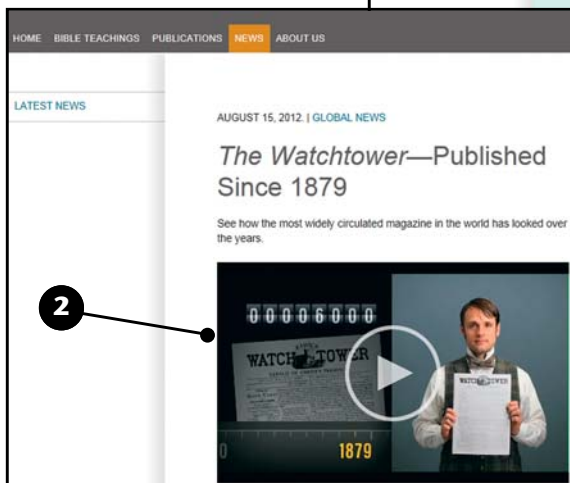 HOME BIBLE TEACHINGS PUBLICATIONS NEWS ABOUT US
LATEST NEWS
AUGUST 15, 2012. | GLOBAL NEWS
The Watchtower—Published
Since 1879
See how the most widely circulated magazine in the world has looked over
the years.
2
00006000
WATCH TOWER
0 1879
WATCH TOWER